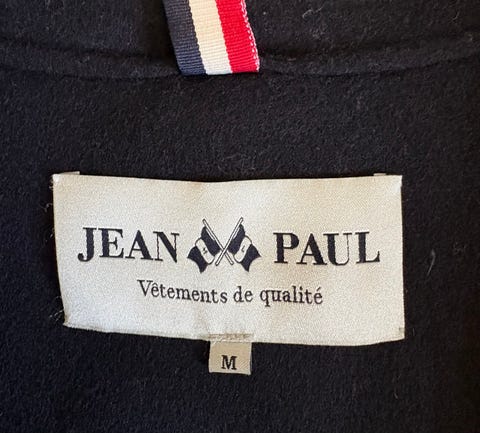 JEAN PAUL
Vêtements de qualité
M